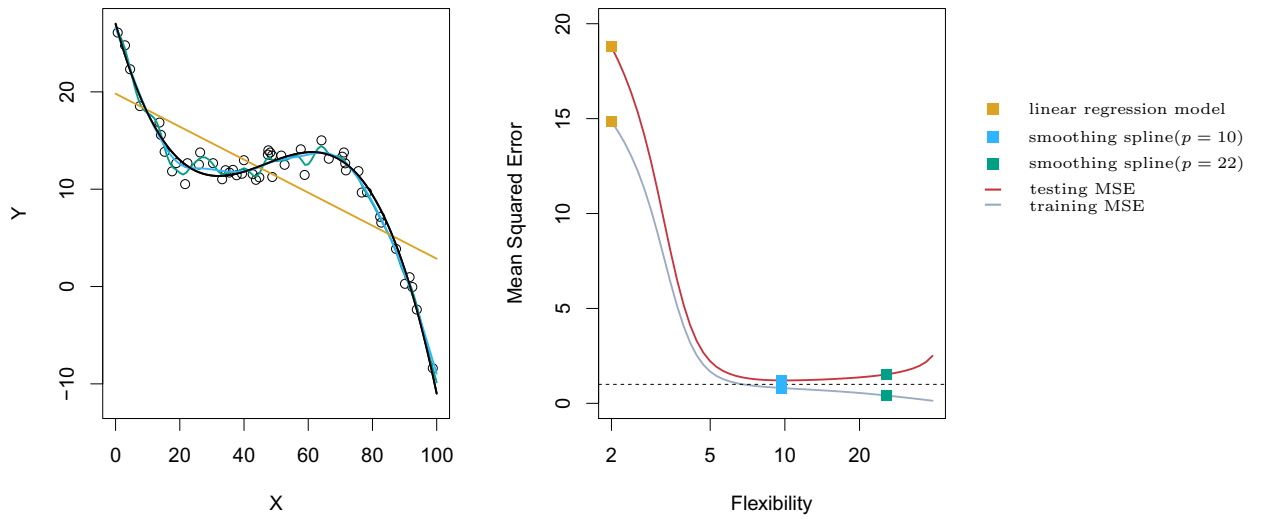 20
10
0
−10
Y
0 20 40 60 80 100
X
20
15
10
5
0
Mean Squared Error
2 5 10 20
Flexibility
linear regression model
smoothing spline(p = 10)
smoothing spline(p = 22)
testing MSE
training MSE